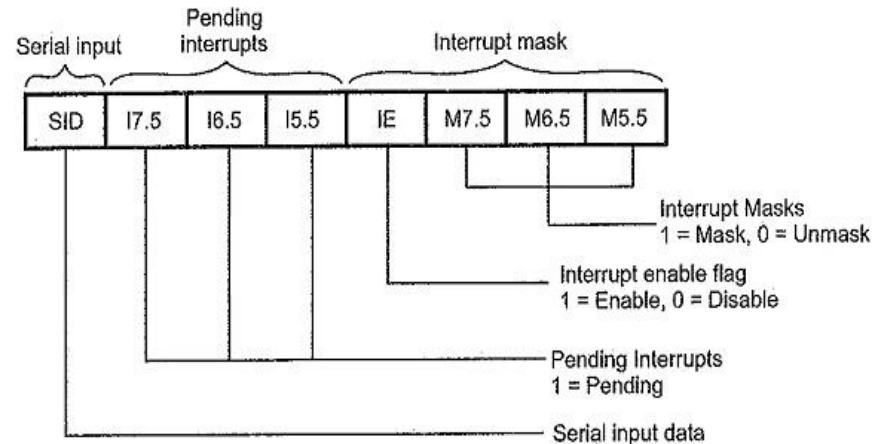 Serial input
Pending
interrupts
Interrupt mask
SID I7.5 I6.5 I5.5 IE M7.5 M6.5 M5.5
Interrupt Masks
1 = Mask, 0 = Unmask
Interrupt enable flag
1 = Enable, 0 = Disable
Pending Interrupts
1 = Pending
Serial input data